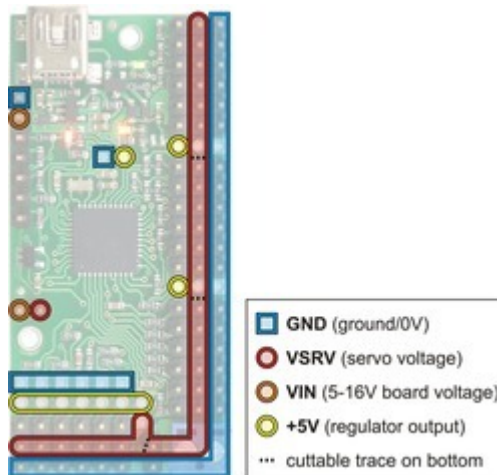 GND (ground/0V)
VSRV (servo voltage)
VIN (5-16V board voltage)
+5V (regulator output)
cuttable trace on bottom